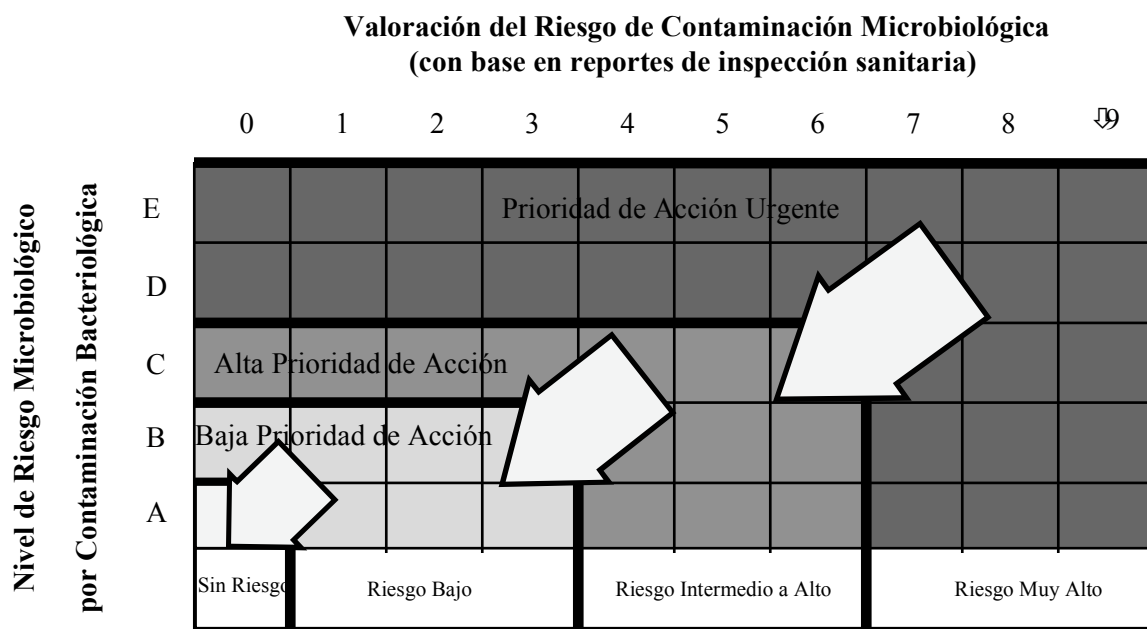 Valoración del Riesgo de Contaminación Microbiológica
(con base en reportes de inspección sanitaria)
0 1 2 3 4 5 6 7 8 ⇩9
Nivel de Riesgo Microbiológico
por Contaminación Bacteriológica
E Prioridad de Acción Urgente
D
C Alta Prioridad de Acción
B Baja Prioridad de Acción
A
Sin Riesgo Riesgo Bajo Riesgo Intermedio a Alto Riesgo Muy Alto